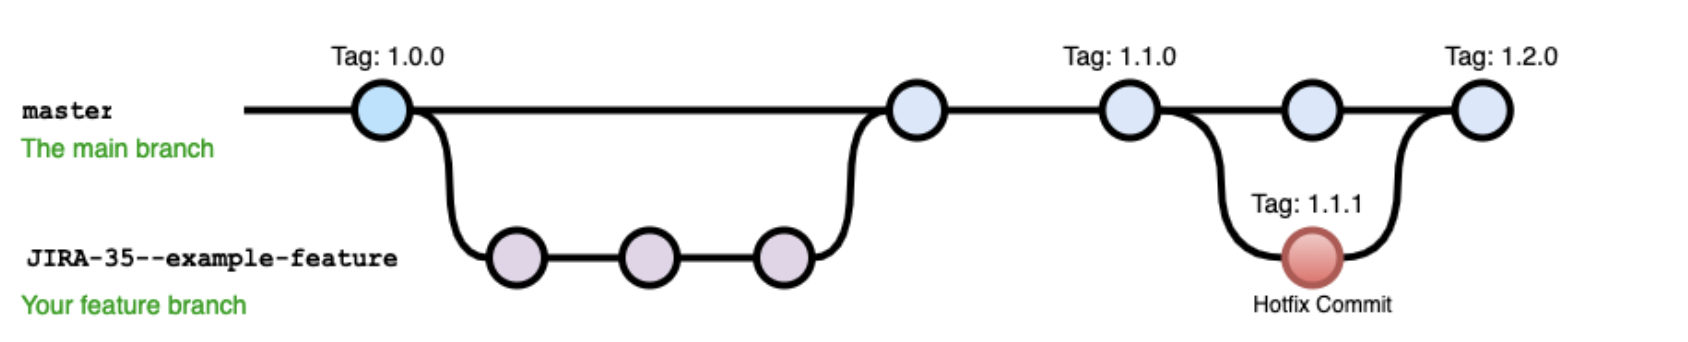 Tag: 1.0.0
Tag: 1.1.0
Tag: 1.2.0
master
The main branch
Tag: 1.1.1
JIRA-35--example-feature
Your feature branch
Hotfix Commit